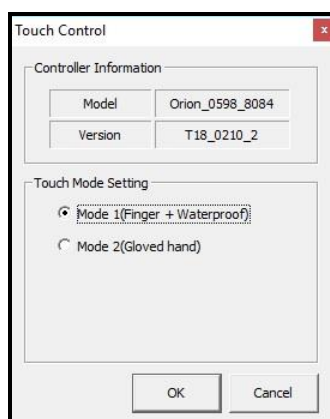 Touch Control
x
Controller Information
Model Orion_0598_8084
Version T18_0210_2
Touch Mode Setting
Mode 1(Finger + Waterproof)
Mode 2(Gloved hand)
OK Cancel